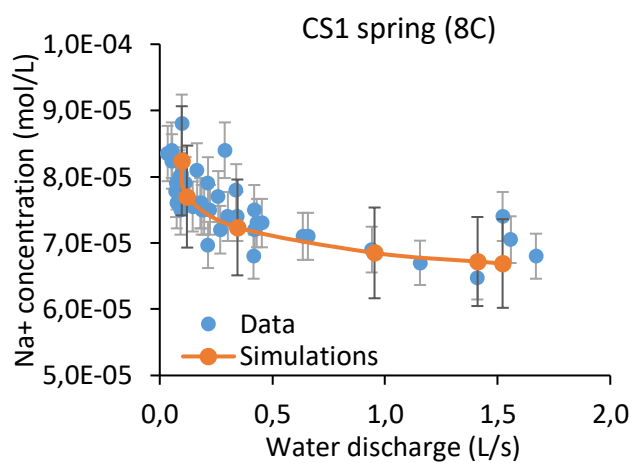 CS1 spring (8C)
Na+ concentration (mol/L)
1,0E-04
9,0E-05
8,0E-05
7,0E-05
6,0E-05
5,0E-05
Data
Simulations
0,0 0,5 1,0 1,5 2,0
Water discharge (L/s)